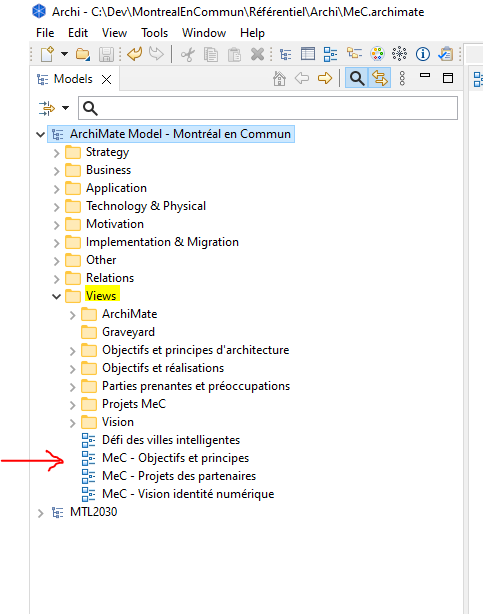 Archi - C:\Dev\MontrealEnCommun\Référentiel\Archi\MeC.archimate
File Edit View Tools Window Help
Models
ArchiMate Model - Montréal en Commun
Strategy
Business
Application
Technology & Physical
Motivation
Implementation & Migration
Other
Relations
Views
ArchiMate
Graveyard
Objectifs et principes d'architecture
Objectifs et réalisations
Parties prenantes et préoccupations
Projets MeC
Vision
Défi des villes intelligentes
MeC - Objectifs et principes
MeC - Projets des partenaires
MeC - Vision identité numérique
MTL2030